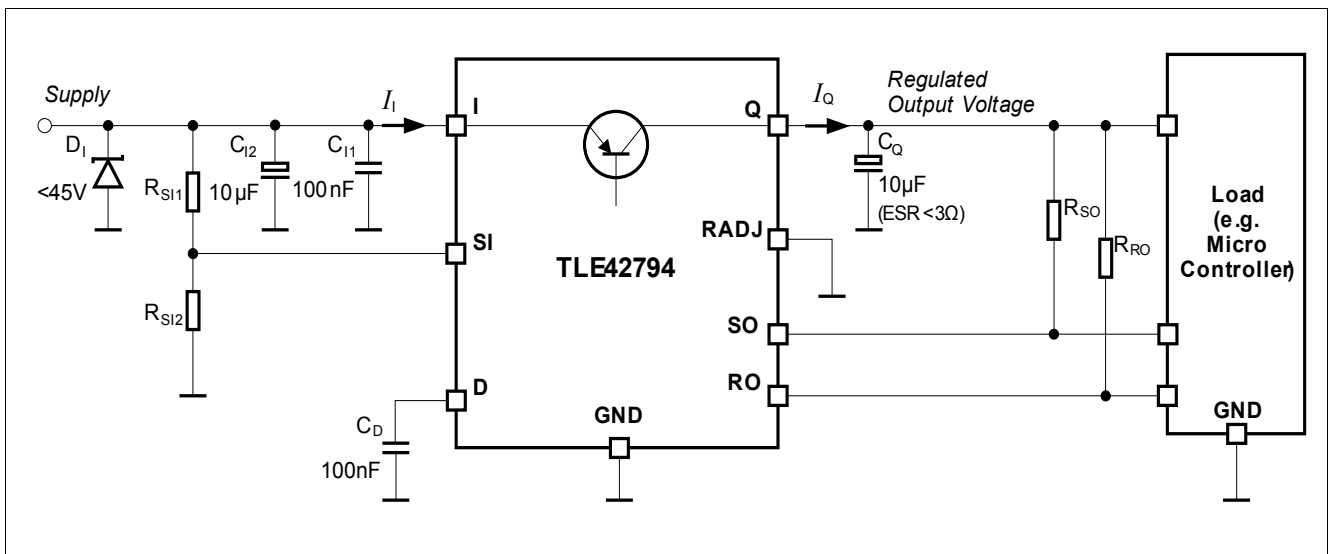 Supply
I_I
I
Q
I_Q
Regulated
Output Voltage
D_I
<45V
R_SI1
C_I2
10µF
C_I1
100nF
C_Q
10µF
(ESR<3Ω)
R_SO
R_RO
Load
(e.g.
Micro
Controller)
SI
RADJ
TLE42794
R_SI2
SO
RO
D
GND
GND
C_D
100nF